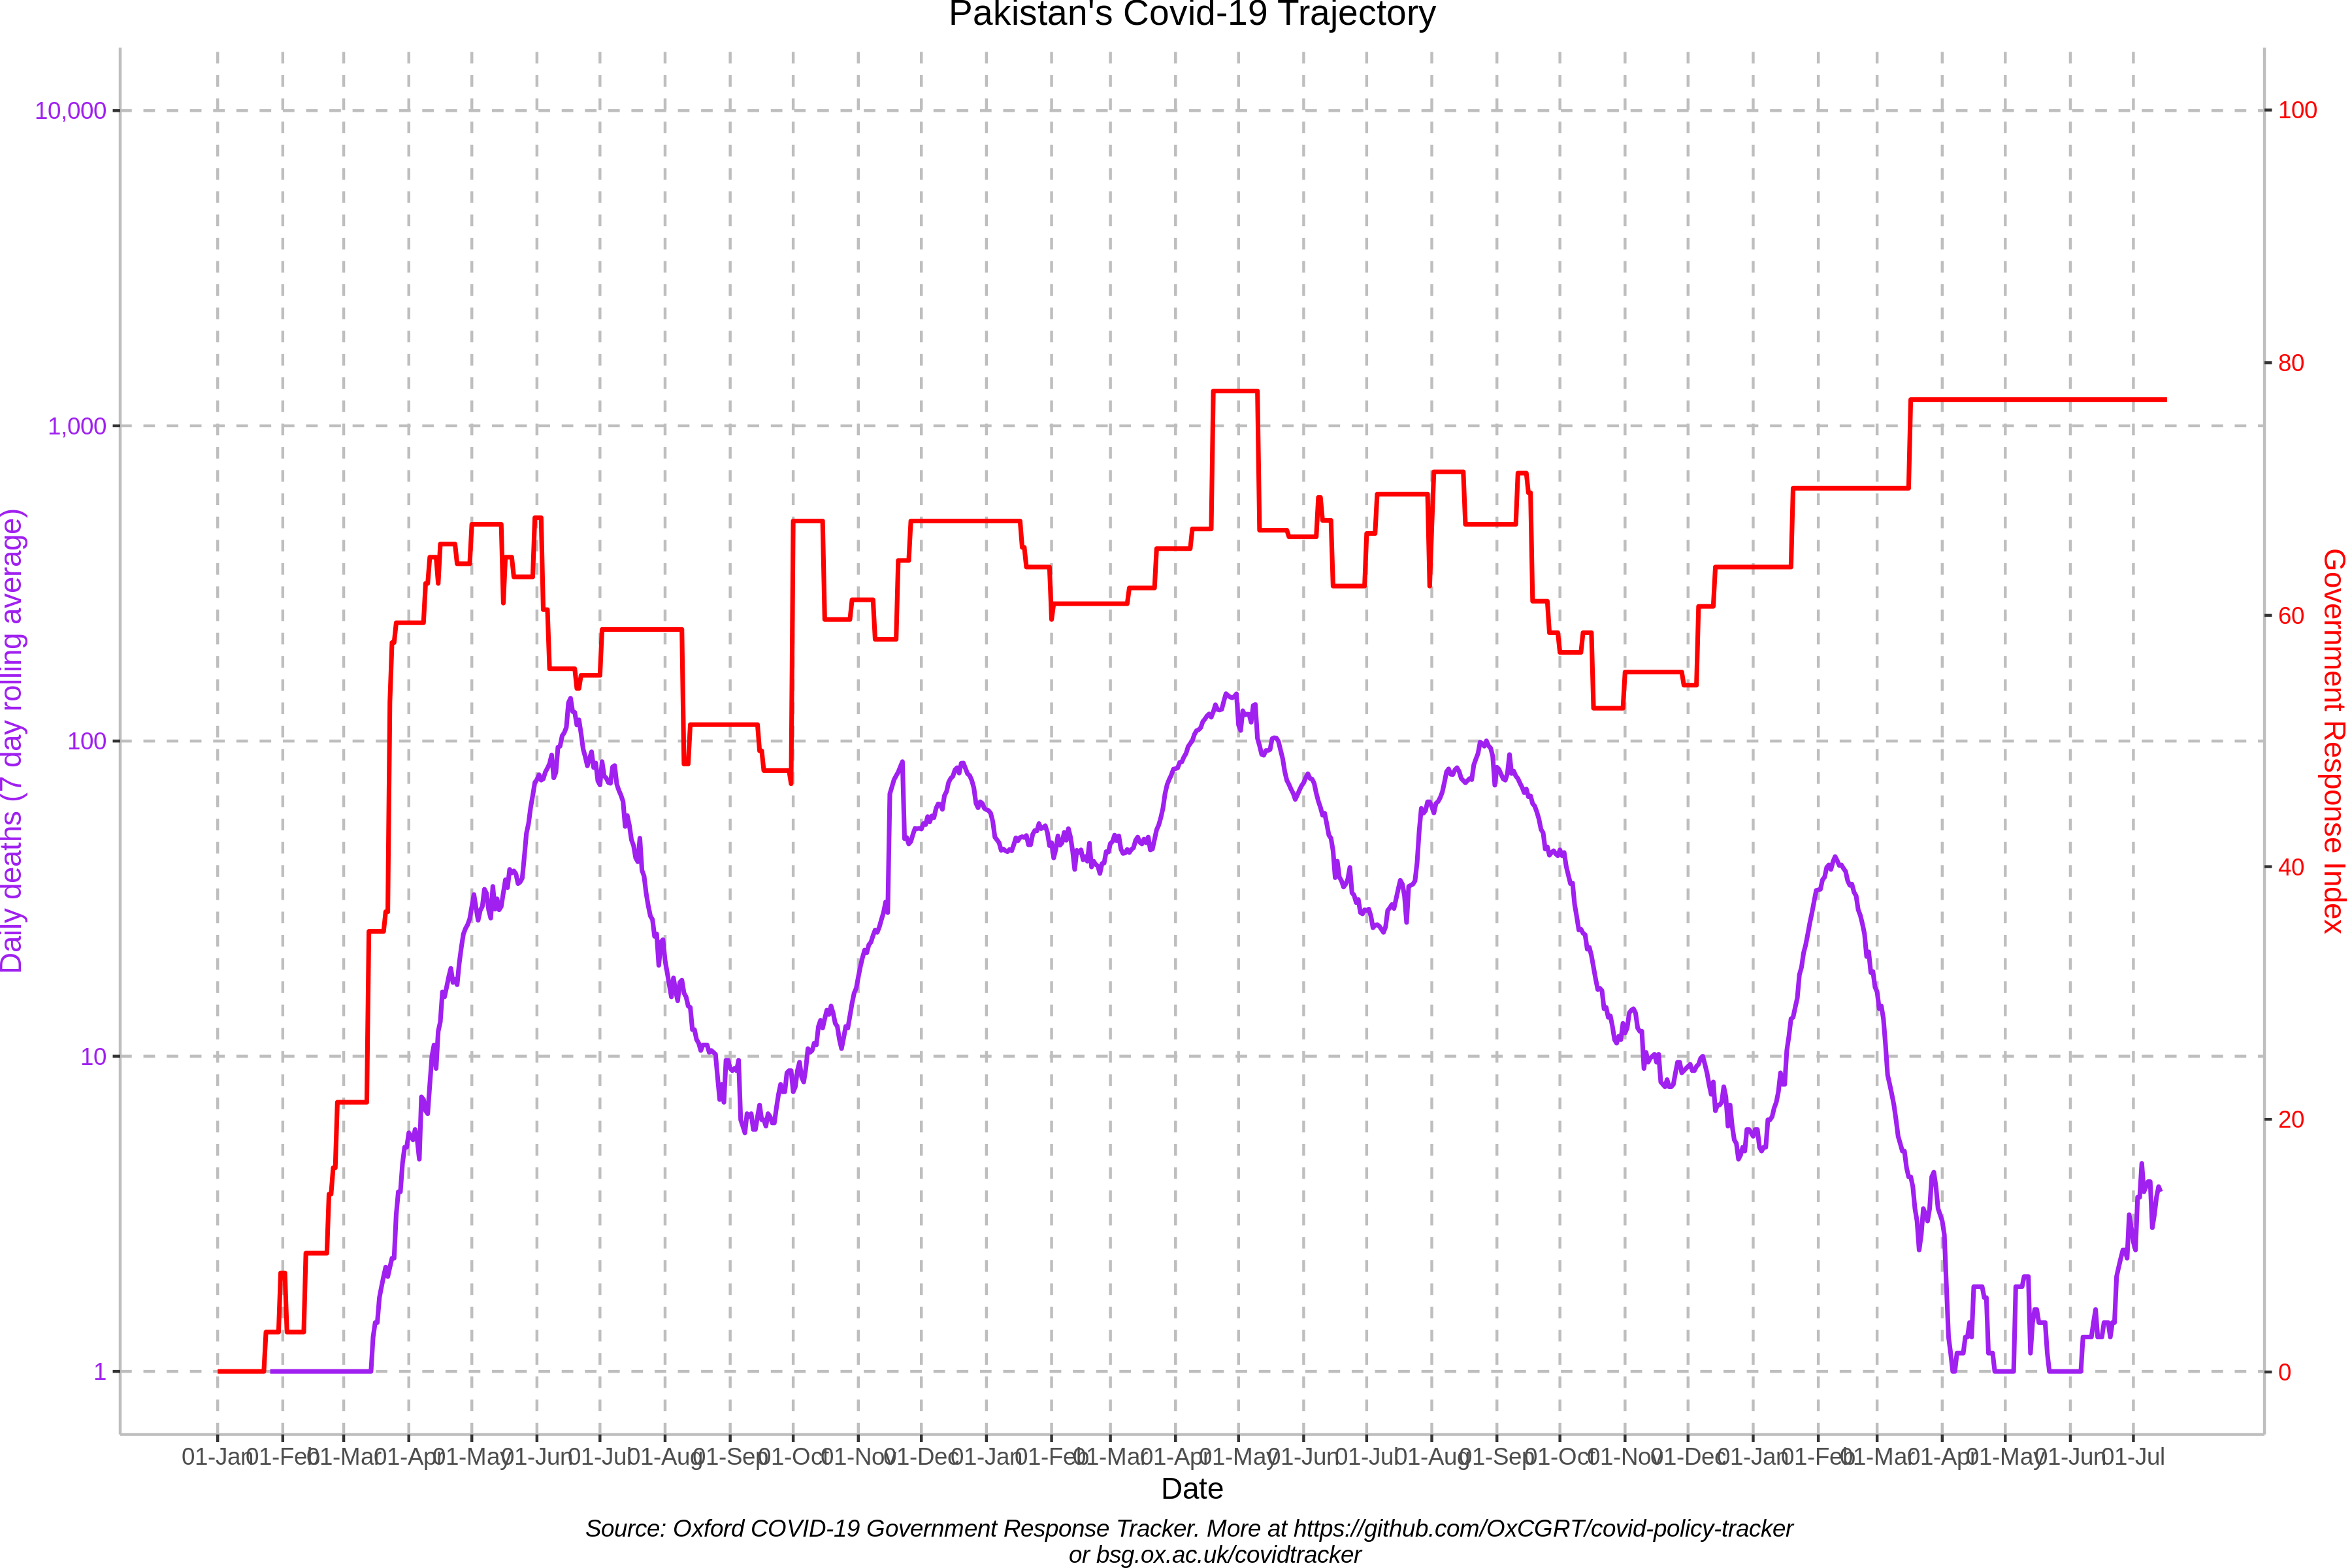 Pakistan's Covid-19 Trajectory
10,000
1,000
100
10
1
Daily deaths (7 day rolling average)
100
80
60
40
20
0
Government Response Index
01-Jan 01-Feb 01-Mar 01-Apr 01-May 01-Jun 01-Jul 01-Aug 01-Sep 01-Oct 01-Nov 01-Dec 01-Jan 01-Feb 01-Mar 01-Apr 01-May 01-Jun 01-Jul 01-Aug 01-Sep 01-Oct 01-Nov 01-Dec 01-Jan 01-Feb 01-Mar 01-Apr 01-May 01-Jun 01-Jul
Date
Source: Oxford COVID-19 Government Response Tracker. More at https://github.com/OxCGRT/covid-policy-tracker
or bsg.ox.ac.uk/covidtracker